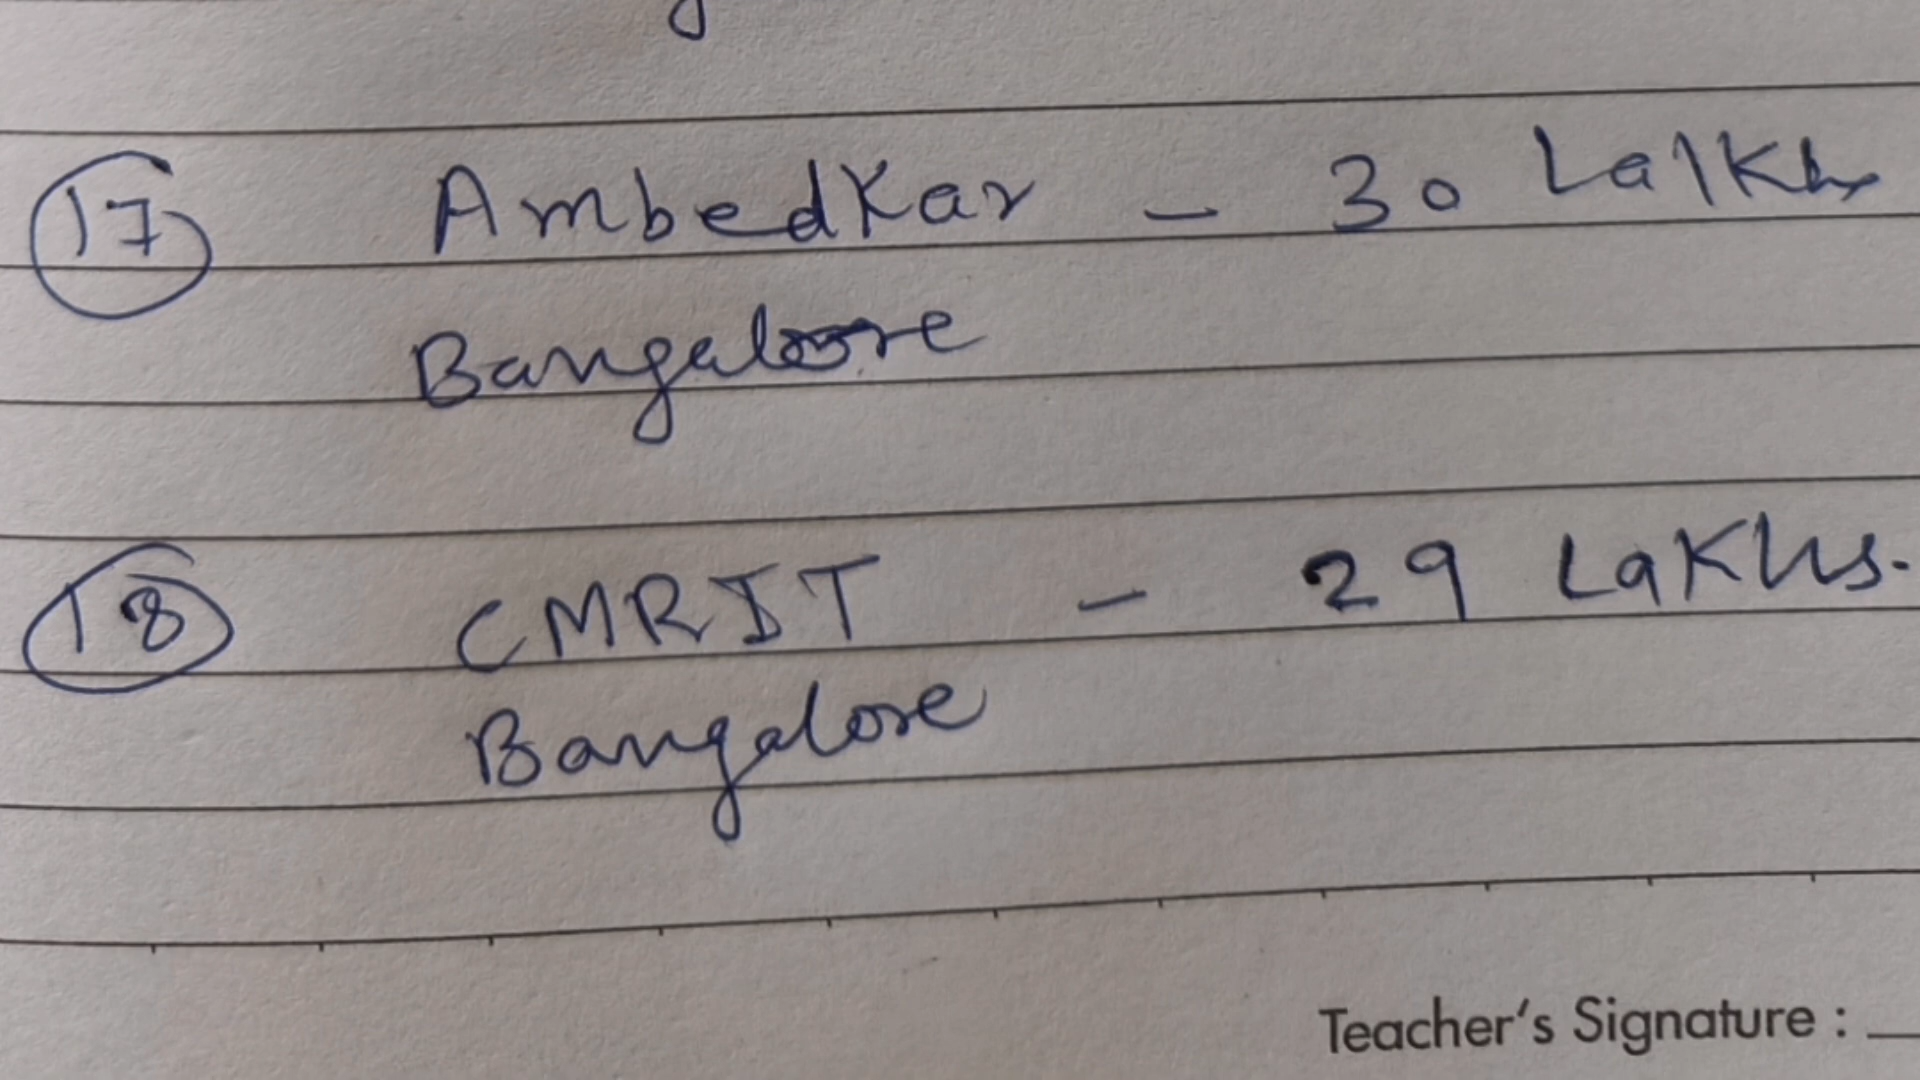 17 Ambedkar - 30 Lakhs
Bangalore
18 CMRIT - 29 Lakhs.
Bangalore
Teacher's Signature :